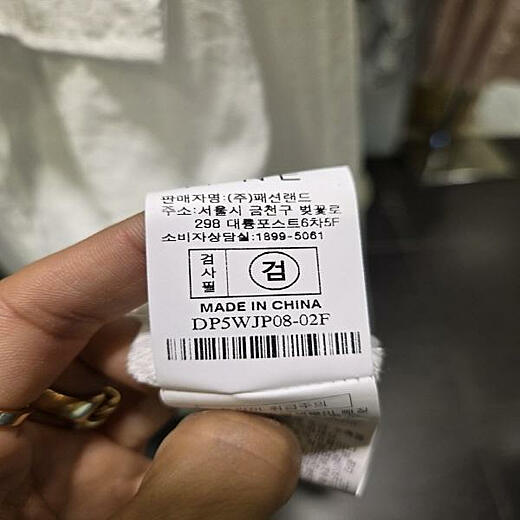 판매자명:(주)패션랜드
주소:서울시 금천구 벚꽃로
298 대륭포스트6차5F
소비자상담실:1899-5061
검사필
검
MADE IN CHINA
DP5WJP08-02F